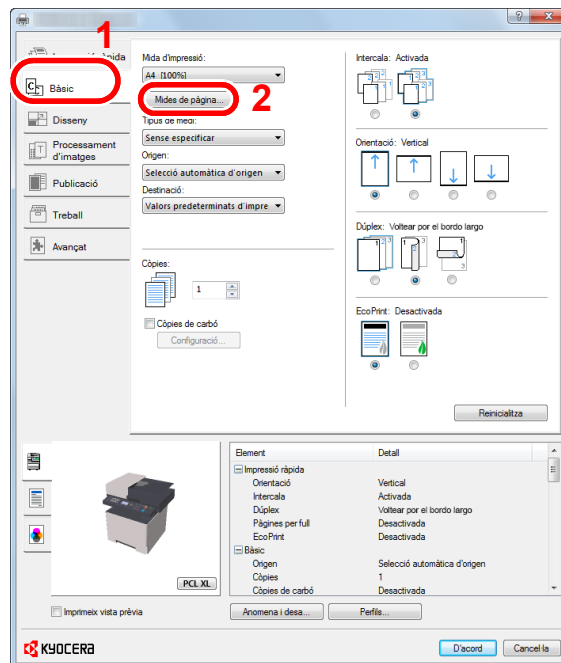 1
ràpida
Bàsic
Disseny
Processament
d'imatges
Publicació
Treball
Avançat
Mida d'impressió:
A4 [100%]
Mides de pàgina...
2
Tipus de medi:
Sense especificar
Origen:
Selecció automàtica d'origen
Destinació:
Valors predeterminats d'impre
Còpies:
1
Còpies de carbó
Configuració...
Intercala: Activada
Orientació: Vertical
Dúplex: Voltear por el bordo largo
EcoPrint: Desactivada
Reinicialitza
PCL XL
Imprimeix vista prèvia
Element Detall
Impressió ràpida
Orientació Vertical
Intercala Activada
Dúplex Voltear por el bordo largo
Pàgines per full Desactivada
EcoPrint Desactivada
Bàsic
Origen Selecció automàtica d'origen
Còpies 1
Còpies de carbó Desactivada
Anomena i desa... Perfils...
KYOCERA
D'acord Cancel·la